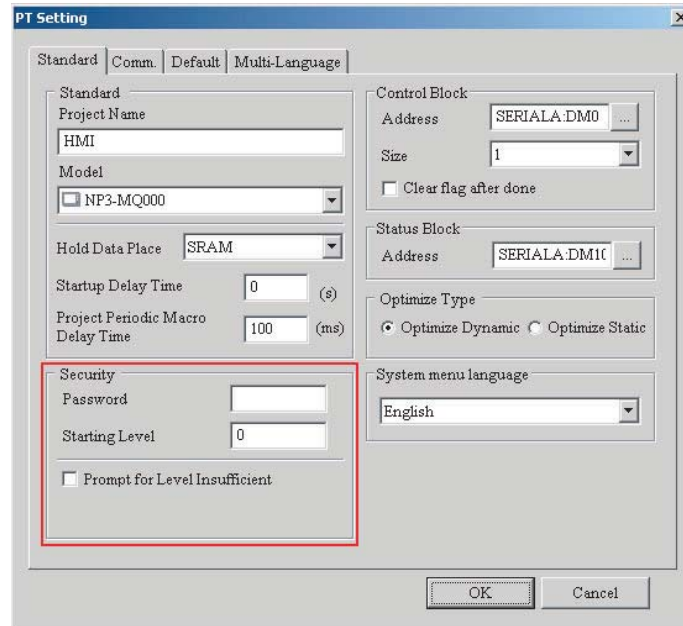 PT Setting
Standard Comm. Default Multi-Language
Standard
Project Name
HMI
Model
NP3-MQ000
Hold Data Place SRAM
Startup Delay Time 0 (s)
Project Periodic Macro
Delay Time 100 (ms)
Security
Password
Starting Level 0
Prompt for Level Insufficient
Control Block
Address SERIALA:DM0 ...
Size 1
Clear flag after done
Status Block
Address SERIALA:DM1( ...
Optimize Type
Optimize Dynamic Optimize Static
System menu language
English
OK Cancel